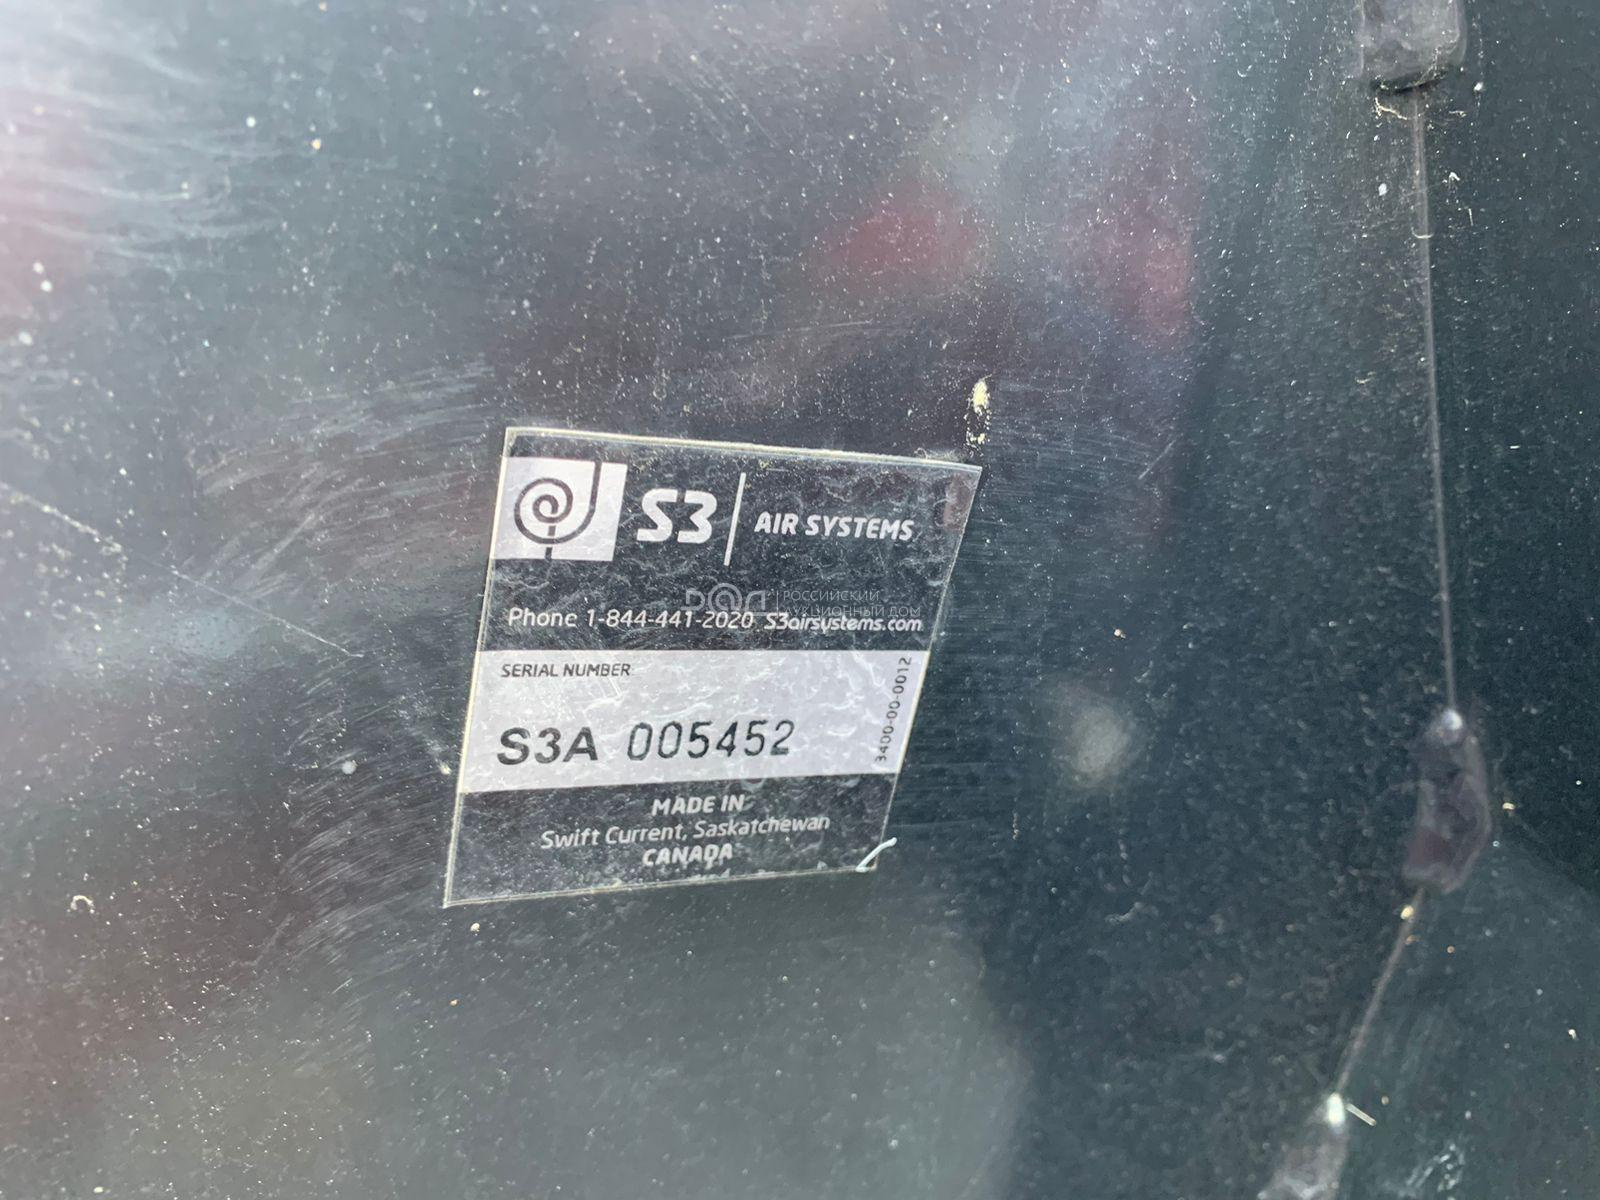 S3 | AIR SYSTEMS
РОССИЙСКИЙ
АУКЦИОННЫЙ ДОМ
Phone 1-844-441-2020 S3airsystems.com
SERIAL NUMBER
S3A 005452
3400-00-0012
MADE IN
Swift Current, Saskatchewan
CANADA